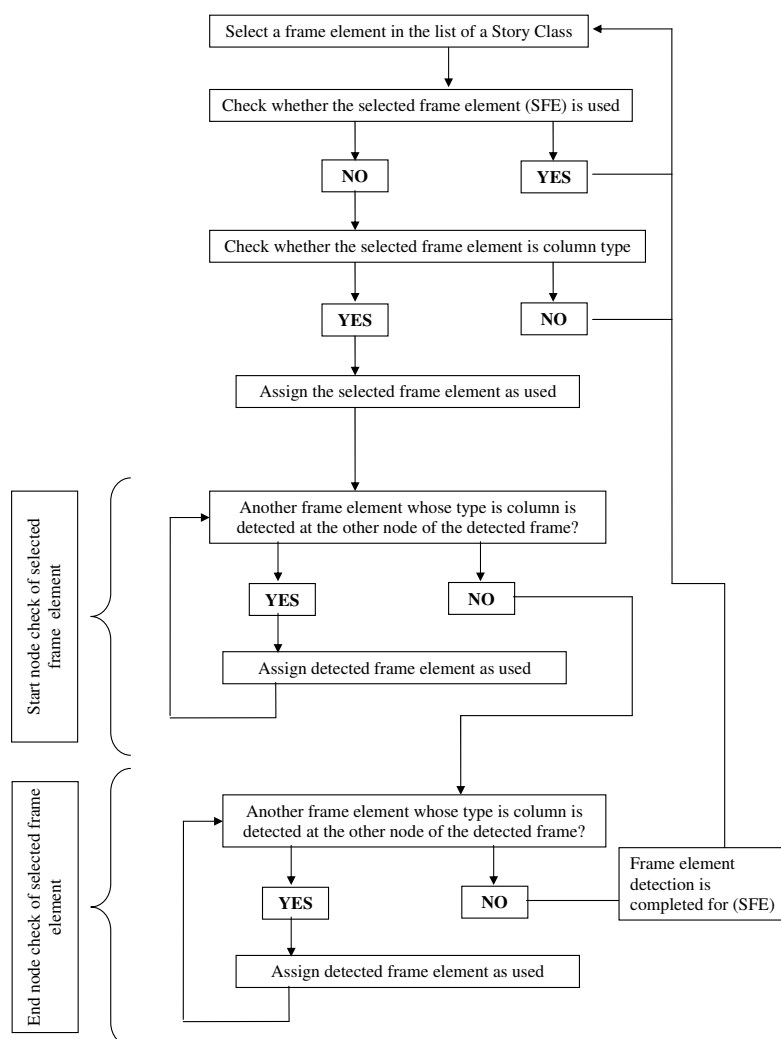 Select a frame element in the list of a Story Class
Check whether the selected frame element (SFE) is used
NO
YES
Check whether the selected frame element is column type
YES
NO
Assign the selected frame element as used
Start node check of selected
frame element
Another frame element whose type is column is
detected at the other node of the detected frame?
YES
NO
Assign detected frame element as used
End node check of selected frame
element
Another frame element whose type is column is
detected at the other node of the detected frame?
YES
NO
Frame element
detection is
completed for (SFE)
Assign detected frame element as used